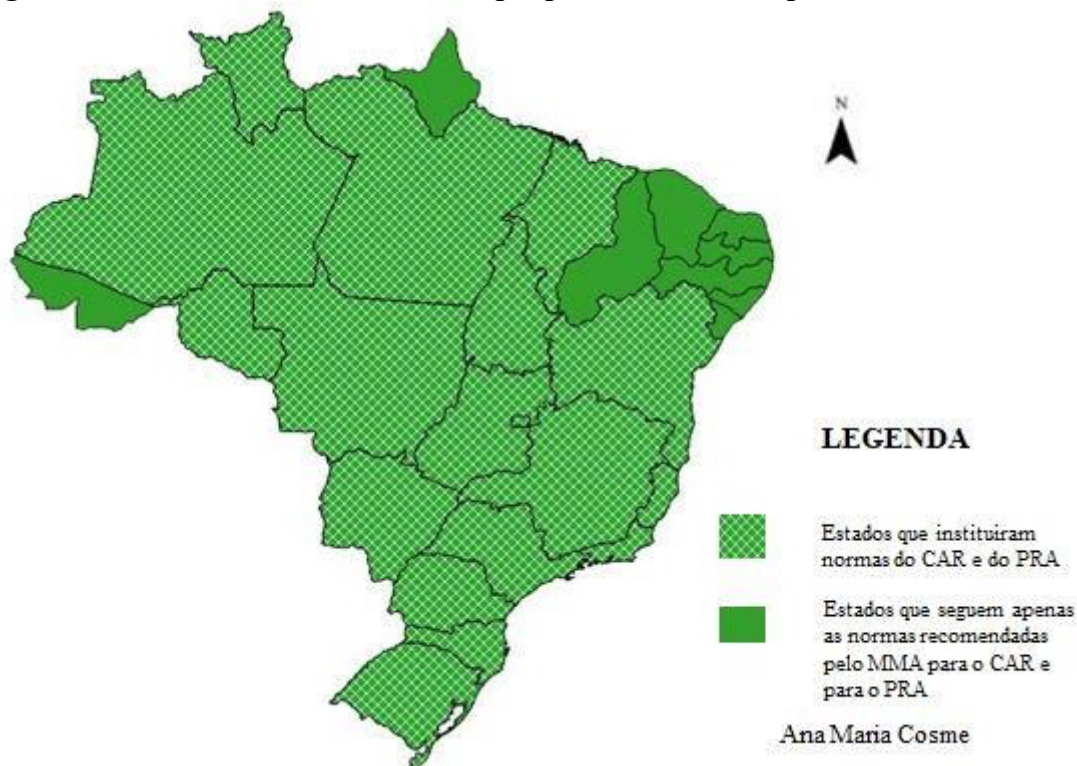 N
LEGENDA
Estados que instituiram
normas do CAR e do PRA
Estados que seguem apenas
as normas recomendadas
pelo MMA para o CAR e
para o PRA
Ana Maria Cosme